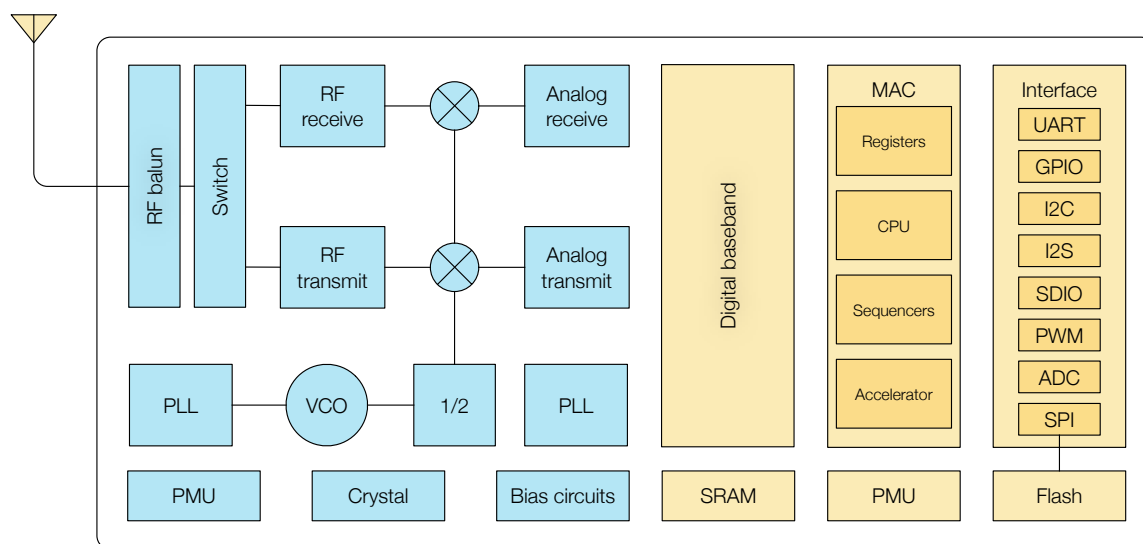 RF balun
Switch
RF
receive
Analog
receive
RF
transmit
Analog
transmit
PLL
VCO
1/2
PLL
PMU
Crystal
Bias circuits
Digital baseband
SRAM
MAC
Registers
CPU
Sequencers
Accelerator
PMU
Interface
UART
GPIO
I2C
I2S
SDIO
PWM
ADC
SPI
Flash